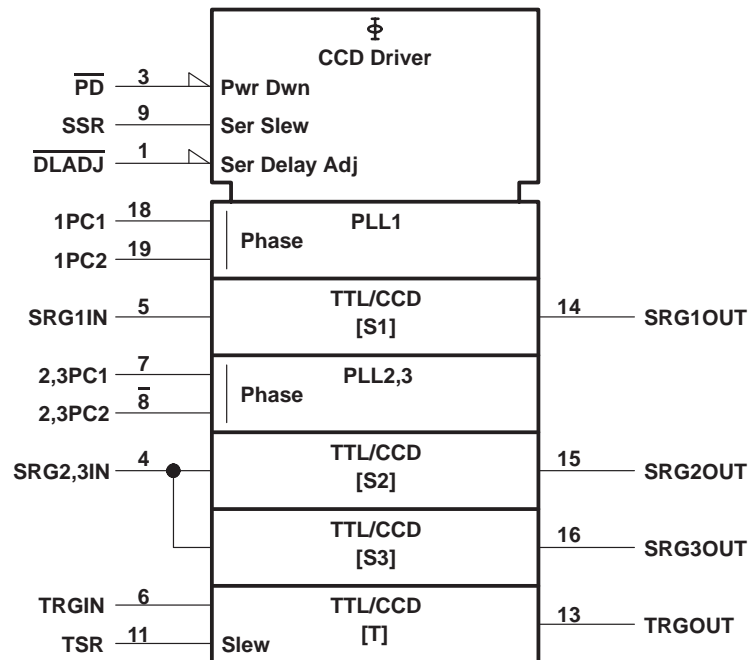 ϕ
CCD Driver
PD 3 Pwr Dwn
SSR 9 Ser Slew
DLADJ 1 Ser Delay Adj
1PC1 18 PLL1
Phase
1PC2 19
SRG1IN 5 TTL/CCD 14 SRG1OUT
[S1]
2,3PC1 7 PLL2,3
Phase
2,3PC2 8
SRG2,3IN 4 TTL/CCD 15 SRG2OUT
[S2]
TTL/CCD 16 SRG3OUT
[S3]
TRGIN 6 TTL/CCD 13 TRGOUT
[T]
TSR 11 Slew